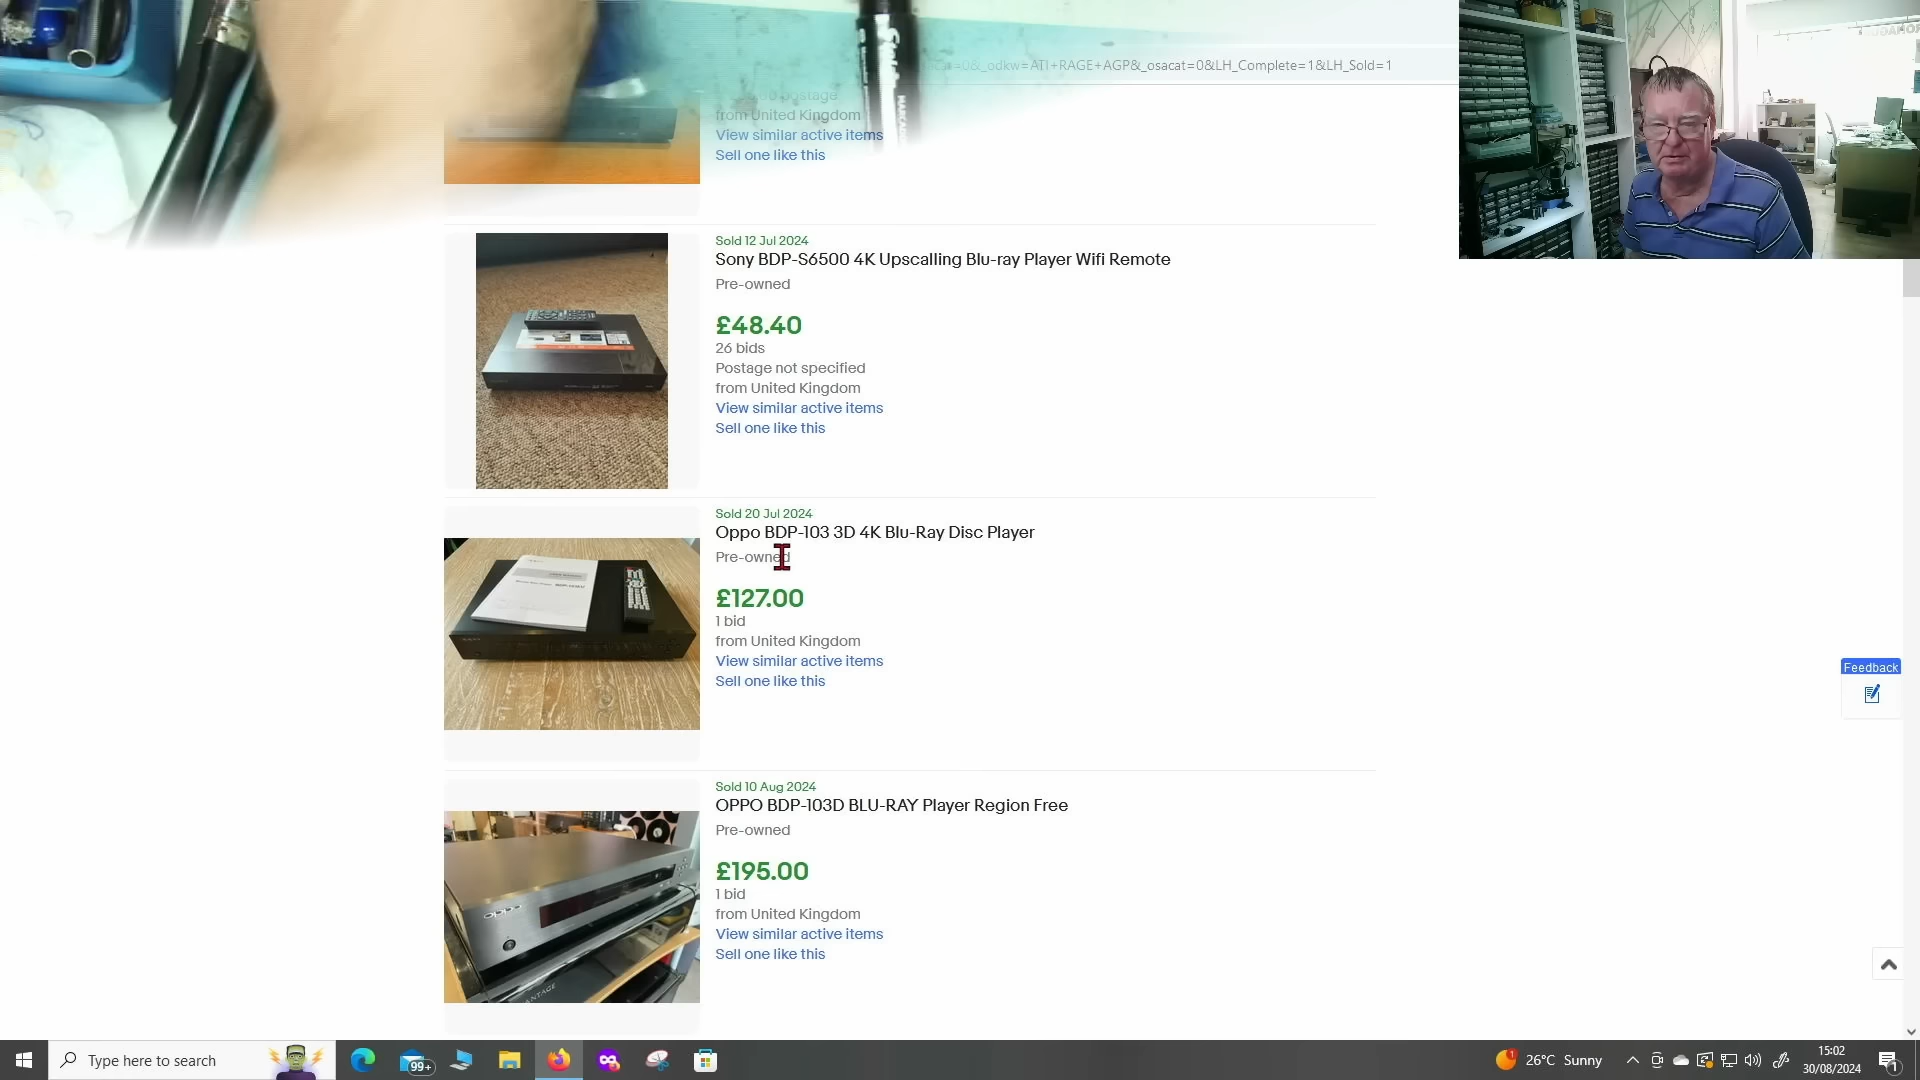 =0&_odkw=ATI+RAGE+AGP&_osacat=0&LH_Complete=1&LH_Sold=1
postage
from United Kingdom
View similar active items
Sell one like this
Sold 12 Jul 2024
Sony BDP-S6500 4K Upscalling Blu-ray Player Wifi Remote
Pre-owned
£48.40
26 bids
Postage not specified
from United Kingdom
View similar active items
Sell one like this
Sold 20 Jul 2024
Oppo BDP-103 3D 4K Blu-Ray Disc Player
Pre-owned
£127.00
1 bid
from United Kingdom
View similar active items
Sell one like this
Feedback
Sold 10 Aug 2024
OPPO BDP-103D BLU-RAY Player Region Free
Pre-owned
£195.00
1 bid
from United Kingdom
View similar active items
Sell one like this
oppo
Type here to search
99+
1
26°C Sunny
15:02
30/08/2024
1